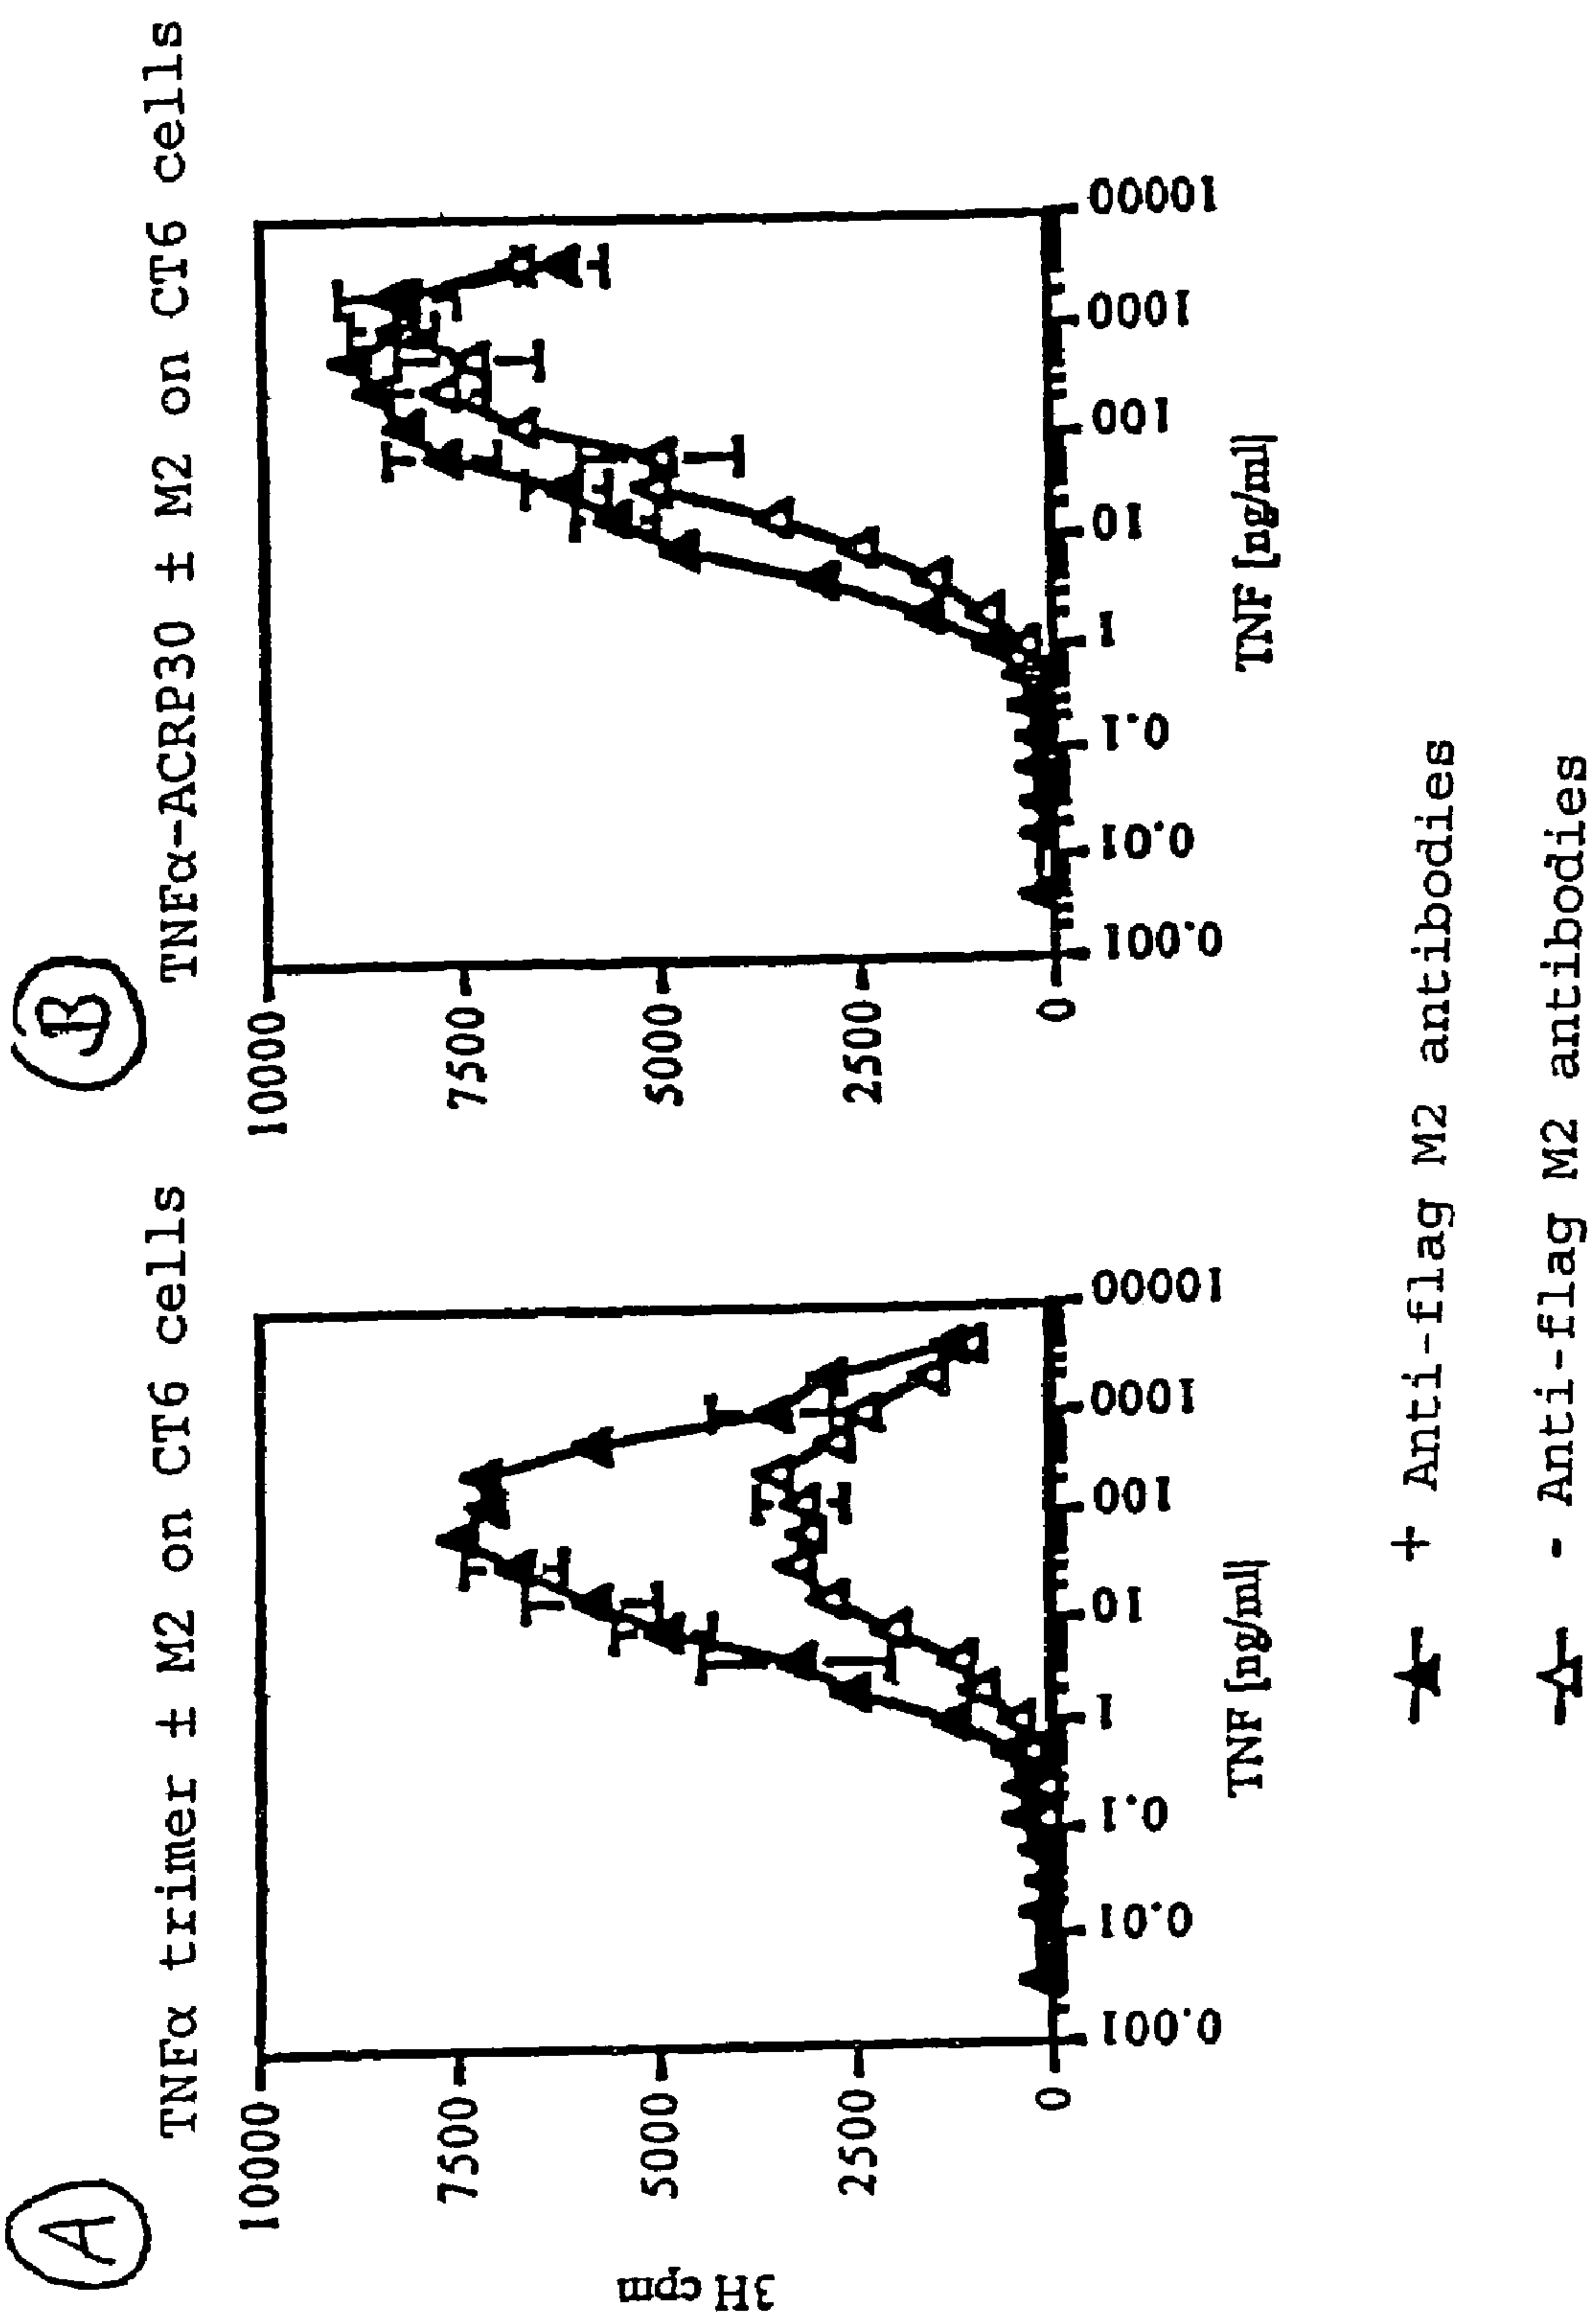 A
TNFα trimer ± M2 on CT6 cells
3H cpm
10000
7500
5000
2500
0
0.001
0.01
0.1
1
10
100
1000
10000
TNF [ng/ml]
B
TNFα-ACRP30 ± M2 on CT6 cells
10000
7500
5000
2500
0
0.001
0.01
0.1
1
10
100
1000
10000
TNF [ng/ml]
+ Anti-flag M2 antibodies
- Anti-flag M2 antibodies